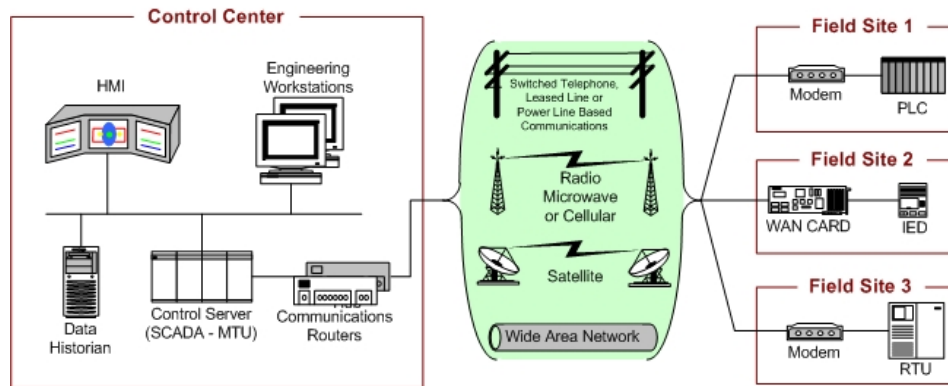 Control Center
HMI
Engineering
Workstations
Data
Historian
Control Server
(SCADA - MTU)
Communications
Routers
Switched Telephone,
Leased Line or
Power Line Based
Communications
Radio
Microwave
or Cellular
Satellite
Wide Area Network
Field Site 1
Modem
PLC
Field Site 2
WAN CARD
IED
Field Site 3
Modem
RTU